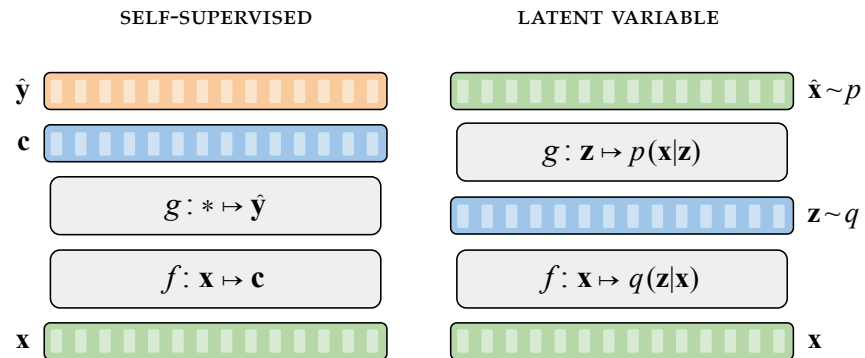 SELF-SUPERVISED
ŷ
c
g: * ↦ ŷ
f: x ↦ c
x
LATENT VARIABLE
x̂ ~ p
g: z ↦ p(x|z)
z ~ q
f: x ↦ q(z|x)
x